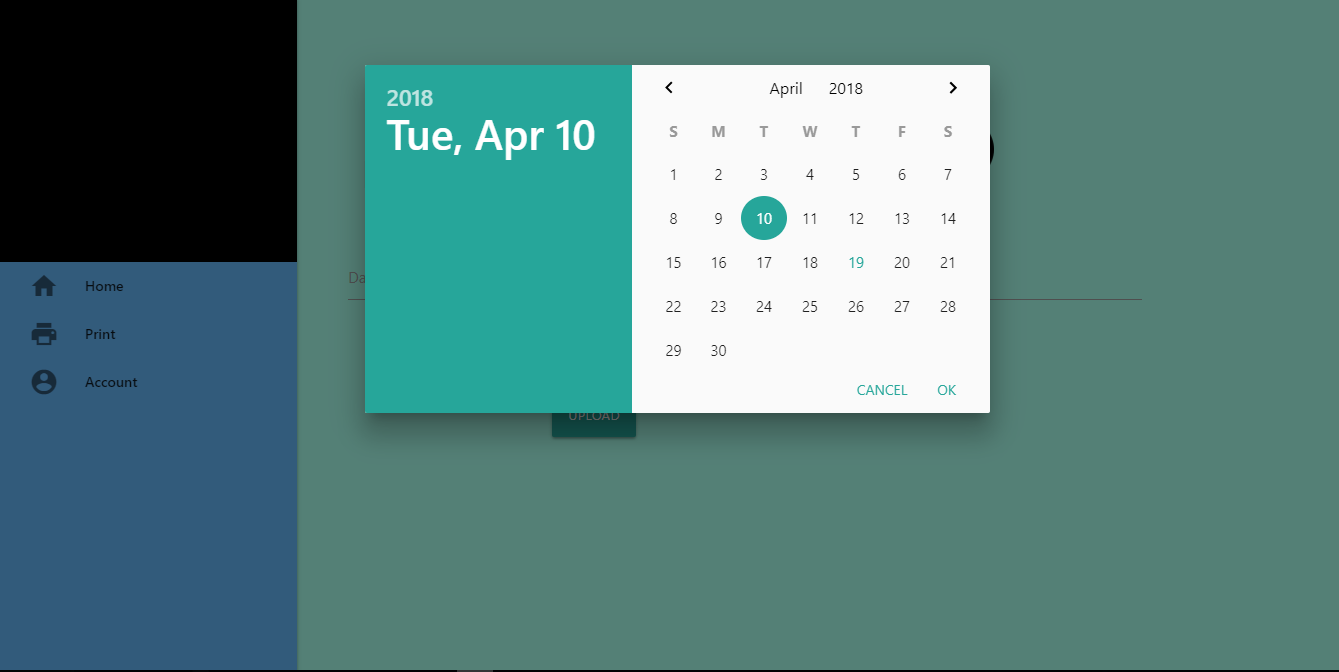 Home
Print
Account
2018
Tue, Apr 10
April 2018
S M T W T F S
1 2 3 4 5 6 7
8 9 10 11 12 13 14
15 16 17 18 19 20 21
22 23 24 25 26 27 28
29 30
CANCEL OK
UPLOAD